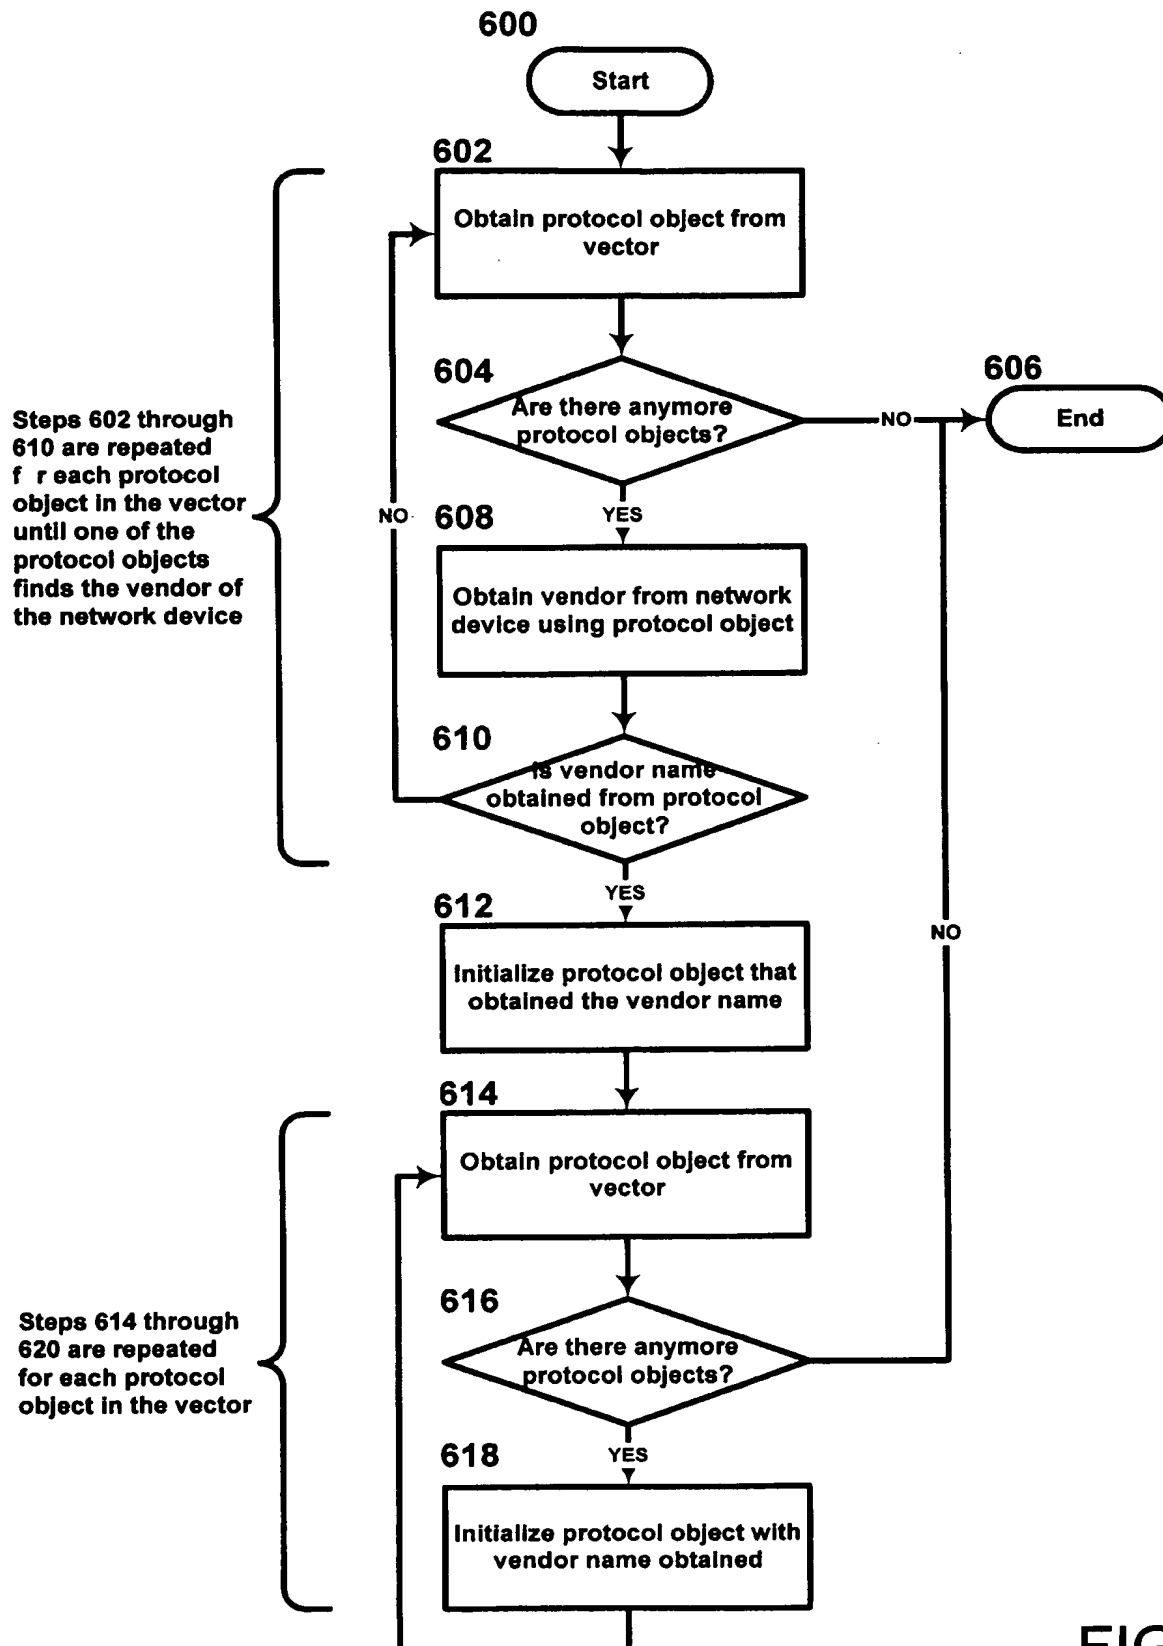 600
Start
602
Obtain protocol object from
vector
604
Are there anymore
protocol objects?
NO
606
End
Steps 602 through
610 are repeated
f r each protocol
object in the vector
until one of the
protocol objects
finds the vendor of
the network device
NO
YES
608
Obtain vendor from network
device using protocol object
610
Is vendor name
obtained from protocol
object?
YES
612
Initialize protocol object that
obtained the vendor name
NO
614
Obtain protocol object from
vector
616
Are there anymore
protocol objects?
Steps 614 through
620 are repeated
for each protocol
object in the vector
YES
618
Initialize protocol object with
vendor name obtained